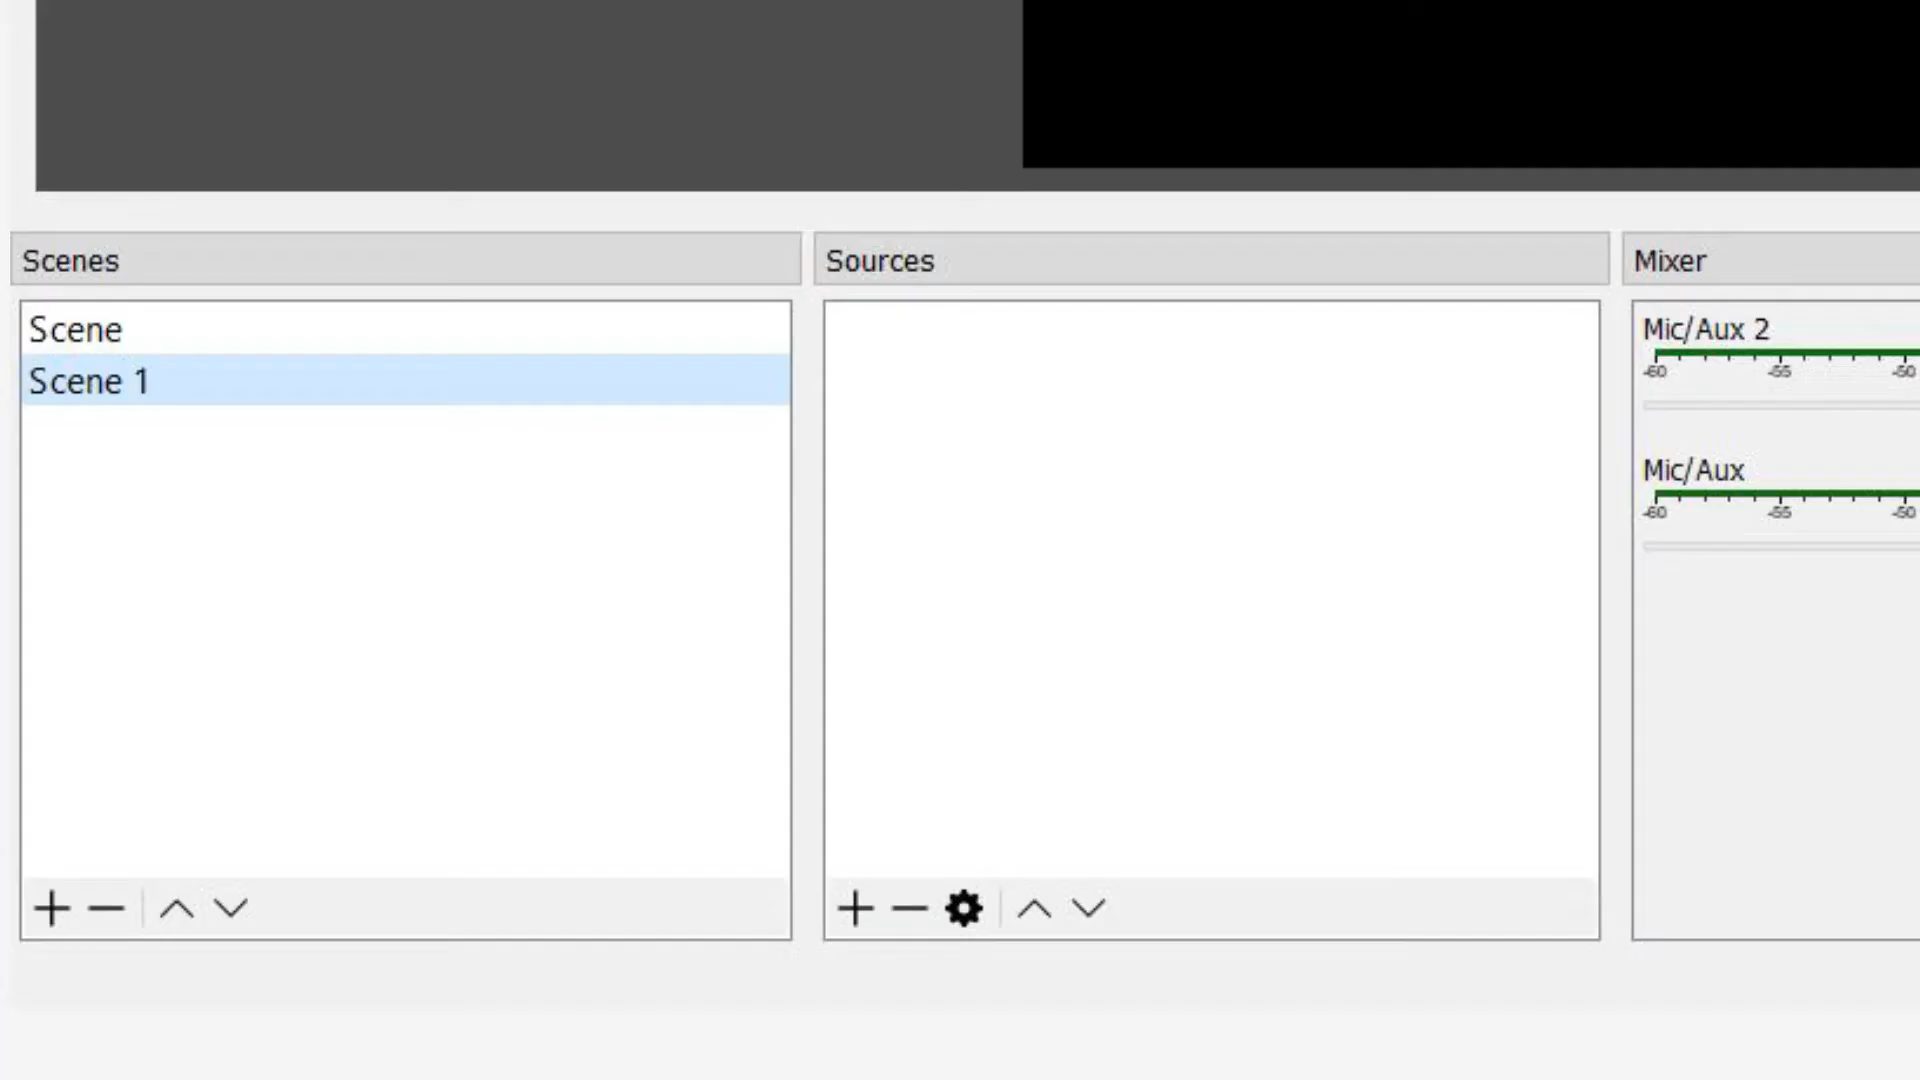 Scenes
Scene
Scene 1
Sources
Mixer
Mic/Aux 2
-60 -55 -50
Mic/Aux
-60 -55 -50